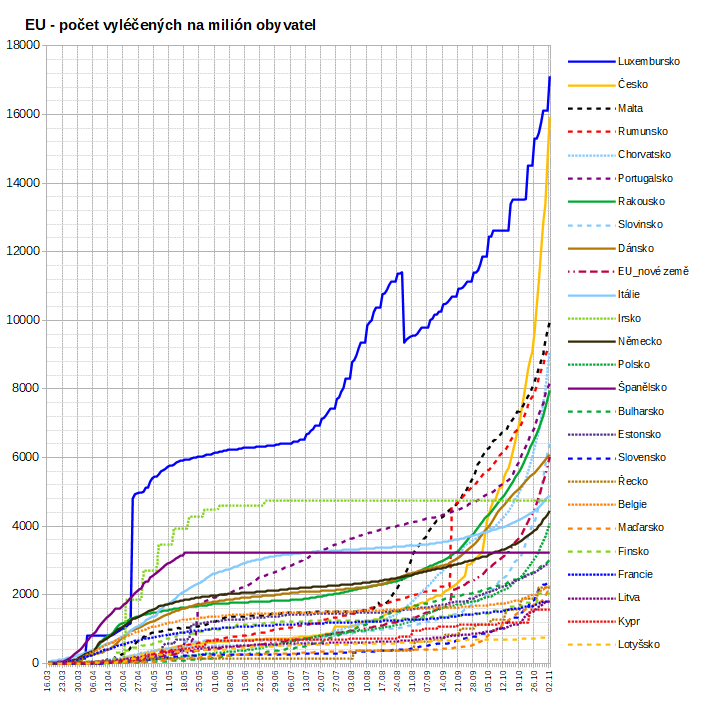 EU - počet vyléčených na milión obyvatel
18000
16000
14000
12000
10000
8000
6000
4000
2000
0
16.03
23.03
30.03
06.04
13.04
20.04
27.04
04.05
11.05
18.05
25.05
01.06
08.06
15.06
22.06
29.06
06.07
13.07
20.07
27.07
03.08
10.08
17.08
24.08
31.08
07.09
14.09
21.09
28.09
05.10
12.10
19.10
26.10
02.11
Luxembursko
Česko
Malta
Rumunsko
Chorvatsko
Portugalsko
Rakousko
Slovinsko
Dánsko
EU_nové země
Itálie
Irsko
Německo
Polsko
Španělsko
Bulharsko
Estonsko
Slovensko
Řecko
Belgie
Maďarsko
Finsko
Francie
Litva
Kypr
Lotyšsko